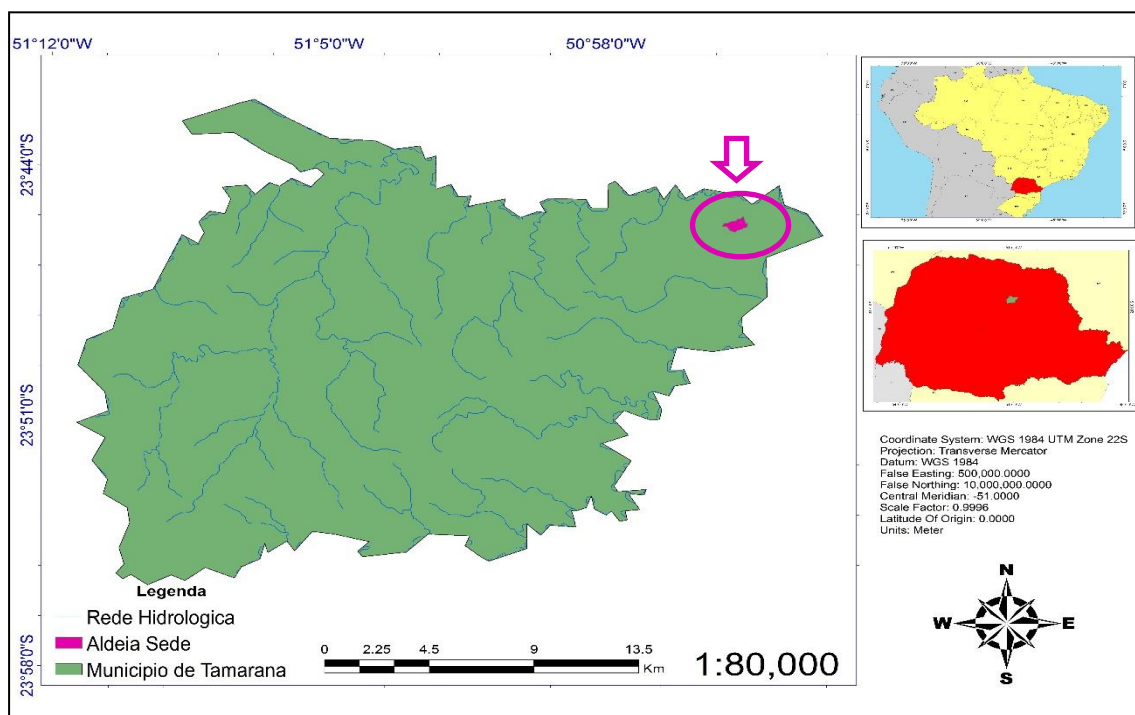 51°12'0"W 51°5'0"W 50°58'0"W
23°44'0"S
23°51'0"S
23°58'0"S
Legenda
Rede Hidrologica
Aldeia Sede
Municipio de Tamarana
0 2.25 4.5 9 13.5
Km
1:80,000
Coordinate System: WGS 1984 UTM Zone 22S
Projection: Transverse Mercator
Datum: WGS 1984
False Easting: 500,000.0000
False Northing: 10,000,000.0000
Central Meridian: -51.0000
Scale Factor: 0.9996
Latitude Of Origin: 0.0000
Units: Meter
N
W E
S